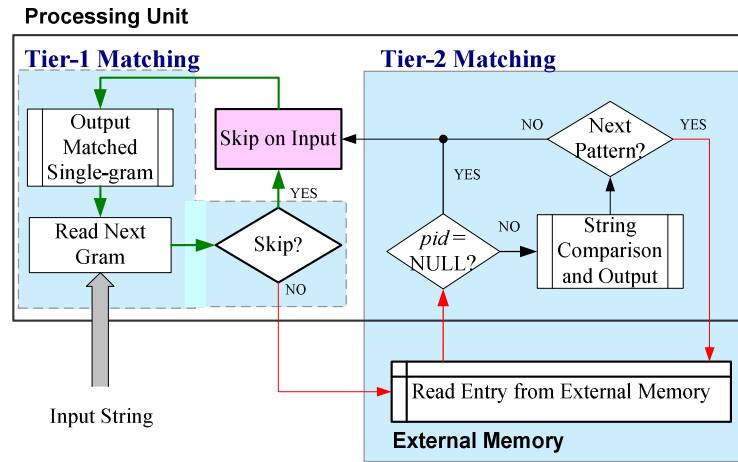 Processing Unit
Tier-1 Matching
Tier-2 Matching
Output
Matched
Single-gram
Skip on Input
NO
Next
Pattern?
YES
YES
YES
Read Next
Gram
Skip?
pid =
NULL?
NO
String
Comparison
and Output
NO
Read Entry from External Memory
Input String
External Memory